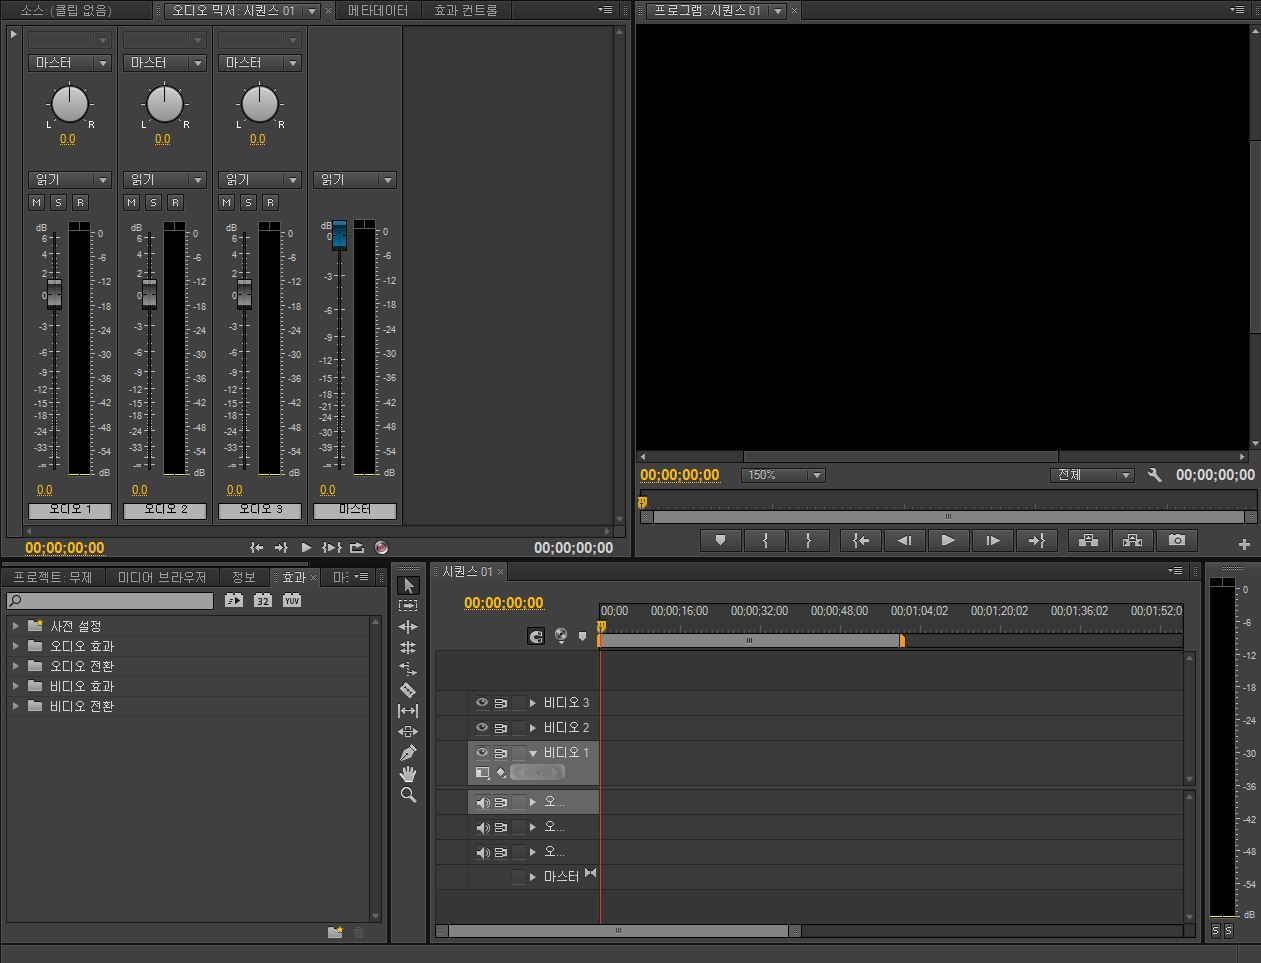 소스: (클립 없음)
오디오 믹서: 시퀀스 01
메타데이터
효과 컨트롤
프로그램: 시퀀스 01
마스터
마스터
마스터
L R
L R
L R
0.0
0.0
0.0
읽기
읽기
읽기
읽기
M S R
M S R
M S R
dB
6
4
2
0
-3
-6
-9
-12
-15
-18
-24
-33
-∞
0
-6
-12
-18
-24
-30
-36
-42
-48
-54
dB
dB
6
4
2
0
-3
-6
-9
-12
-15
-18
-24
-33
-∞
0
-6
-12
-18
-24
-30
-36
-42
-48
-54
dB
dB
6
4
2
0
-3
-6
-9
-12
-15
-18
-24
-33
-∞
0
-6
-12
-18
-24
-30
-36
-42
-48
-54
dB
dB
0
-3
-6
-9
-12
-15
-18
-21
-24
-30
-39
-∞
0
-6
-12
-18
-24
-30
-36
-42
-48
-54
dB
0.0
0.0
0.0
0.0
오디오 1
오디오 2
오디오 3
마스터
00;00;00;00
00;00;00;00
00;00;00;00
150%
전체
00;00;00;00
프로젝트: 무제
미디어 브라우저
정보
효과
32
YUV
사전 설정
오디오 효과
오디오 전환
비디오 효과
비디오 전환
시퀀스 01
00;00;00;00
00;00
00;00;16;00
00;00;32;00
00;00;48;00
00;01;04;02
00;01;20;02
00;01;36;02
00;01;52;0
비디오 3
비디오 2
비디오 1
오...
오...
오...
마스터
0
-6
-12
-18
-24
-30
-36
-42
-48
-54
dB
S S